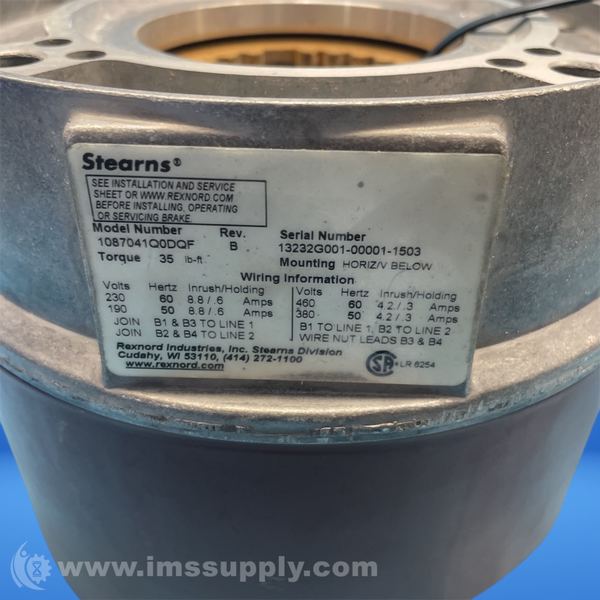 Stearns®
SEE INSTALLATION AND SERVICE
SHEET OR WWW.REXNORD.COM
BEFORE INSTALLING, OPERATING
OR SERVICING BRAKE.
Model Number Rev. Serial Number
1087041Q0DQF B 13232G001-00001-1503
Torque 35 lb-ft Mounting HORIZ/V BELOW
Wiring Information
Volts Hertz Inrush/Holding Volts Hertz Inrush/Holding
230 60 8.8 / .6 Amps 460 60 4.2 / .3 Amps
190 50 8.8 / .6 Amps 380 50 4.2 / .3 Amps
JOIN B1 & B3 TO LINE 1 B1 TO LINE 1, B2 TO LINE 2
JOIN B2 & B4 TO LINE 2 WIRE NUT LEADS B3 & B4
Rexnord Industries, Inc. Stearns Division
Cudahy, WI 53110, (414) 272-1100
www.rexnord.com SA LR 6254
www.imssupply.com